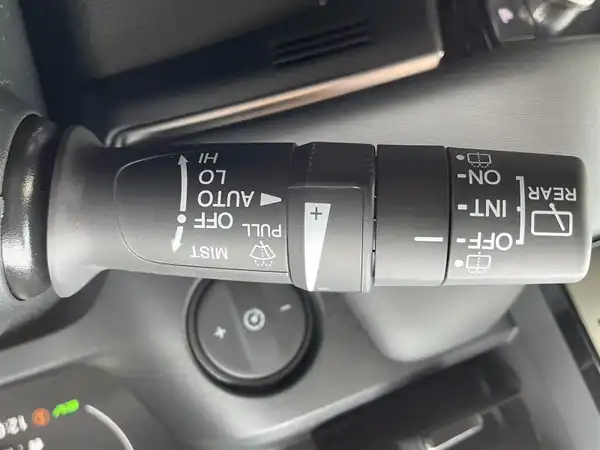 MIST
PULL
OFF
AUTO
LO
HI
+
−
REAR
OFF
INT
ON
+ −